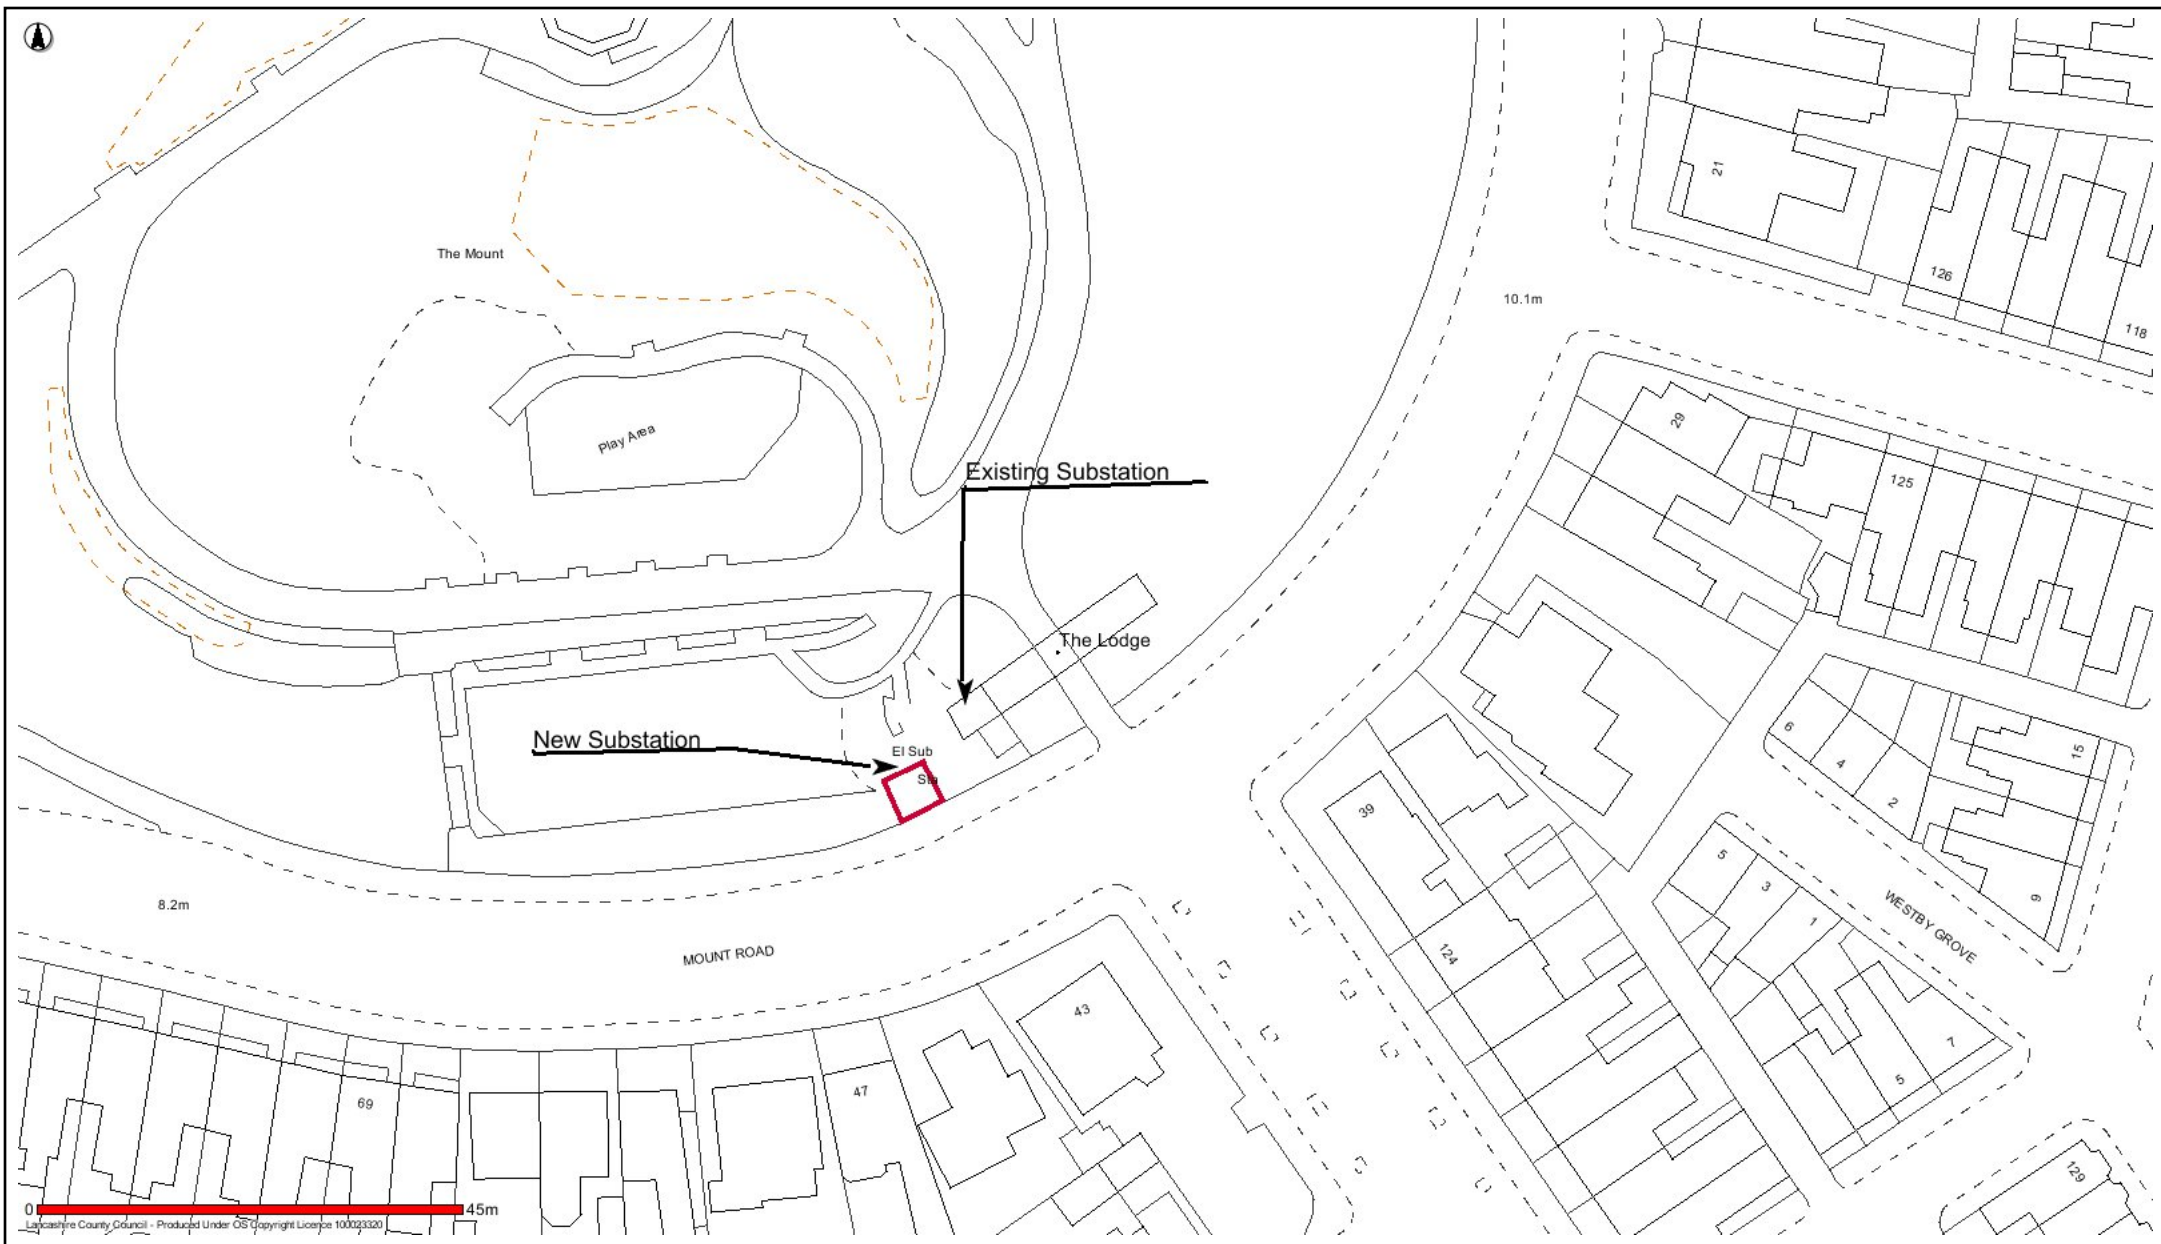 21
126
118
The Mount
10.1m
29
Play Area
Existing Substation
125
The Lodge
New Substation
El Sub
Sta
6
4
2
15
9
39
5
3
1
WESTBY GROVE
8.2m
MOUNT ROAD
124
43
47
69
7
5
129
0
45m
Lancashire County Council - Produced Under OS Copyright Licence 100023320